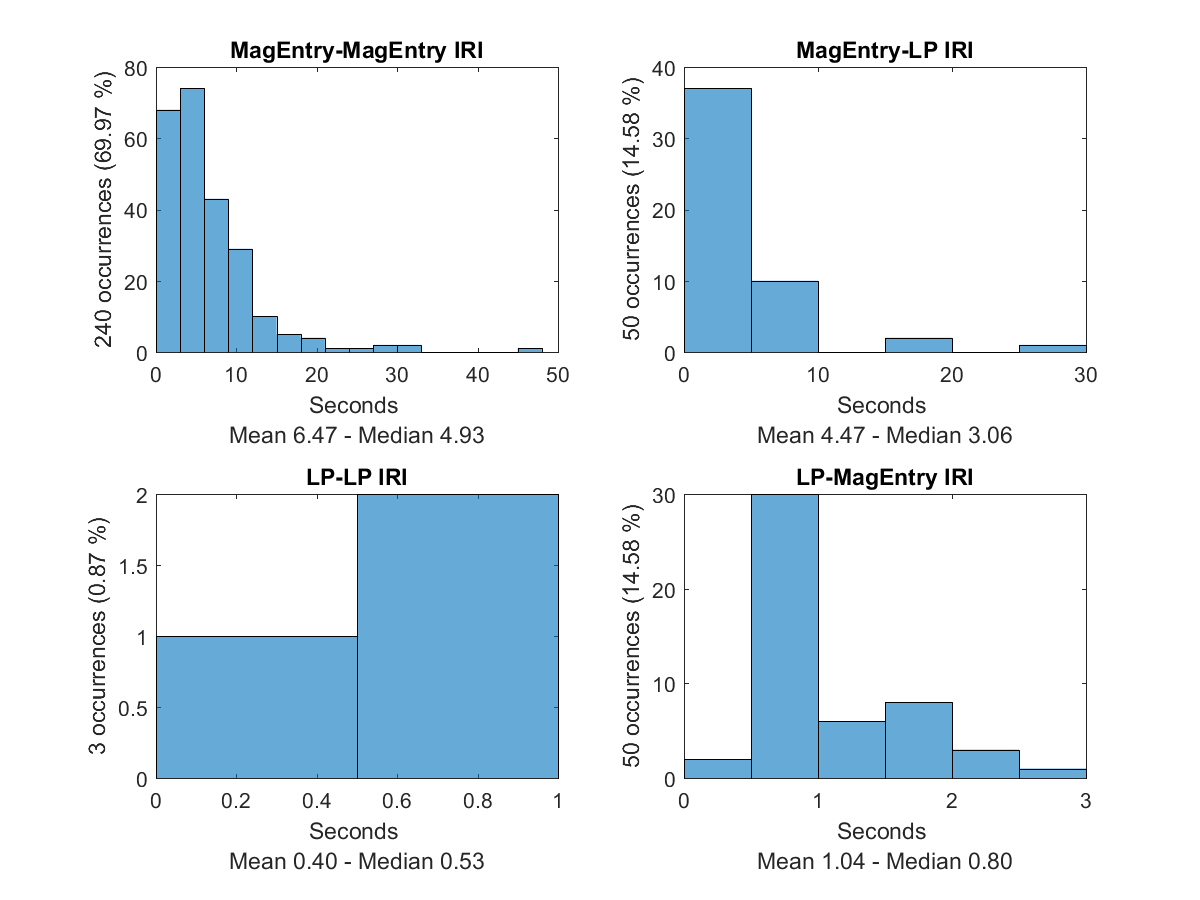 MagEntry-MagEntry IRI
240 occurrences (69.97 %)
80
60
40
20
0
0 10 20 30 40 50
Seconds
Mean 6.47 - Median 4.93
MagEntry-LP IRI
50 occurrences (14.58 %)
40
30
20
10
0
0 10 20 30
Seconds
Mean 4.47 - Median 3.06
LP-LP IRI
3 occurrences (0.87 %)
2
1.5
1
0.5
0
0 0.2 0.4 0.6 0.8 1
Seconds
Mean 0.40 - Median 0.53
LP-MagEntry IRI
50 occurrences (14.58 %)
30
20
10
0
0 1 2 3
Seconds
Mean 1.04 - Median 0.80